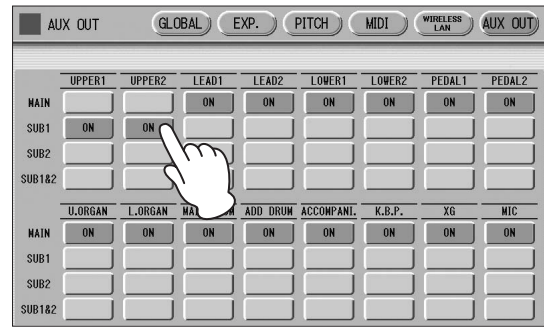 AUX OUT GLOBAL EXP. PITCH MIDI WIRELESS LAN AUX OUT
UPPER1 UPPER2 LEAD1 LEAD2 LOWER1 LOWER2 PEDAL1 PEDAL2
MAIN ON ON ON ON ON ON
SUB1 ON ON
SUB2
SUB1&2
U.ORGAN L.ORGAN ADD DRUM ACCOMPANI. K.B.P. XG MIC
MAIN ON ON ON ON ON ON ON ON
SUB1
SUB2
SUB1&2